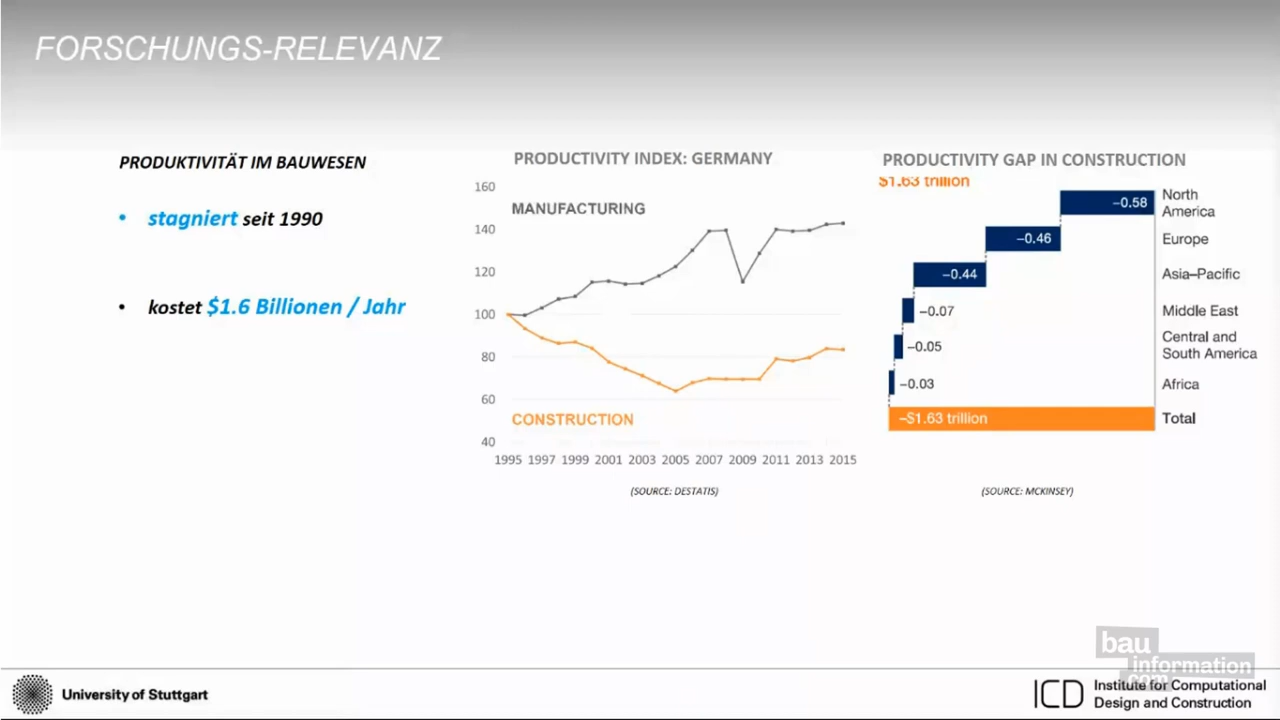 FORSCHUNGS-RELEVANZ
PRODUKTIVITÄT IM BAUWESEN
• stagniert seit 1990
• kostet $1.6 Billionen / Jahr
PRODUCTIVITY INDEX: GERMANY
160
MANUFACTURING
140
120
100
80
60
CONSTRUCTION
40
1995 1997 1999 2001 2003 2005 2007 2009 2011 2013 2015
(SOURCE: DESTATIS)
PRODUCTIVITY GAP IN CONSTRUCTION
$1.63 trillion
–0.58 North
America
–0.46 Europe
–0.44 Asia–Pacific
–0.07 Middle East
–0.05 Central and
South America
–0.03 Africa
–$1.63 trillion Total
(SOURCE: MCKINSEY)
bau
information
com
University of Stuttgart
ICD
Institute for Computational
Design and Construction